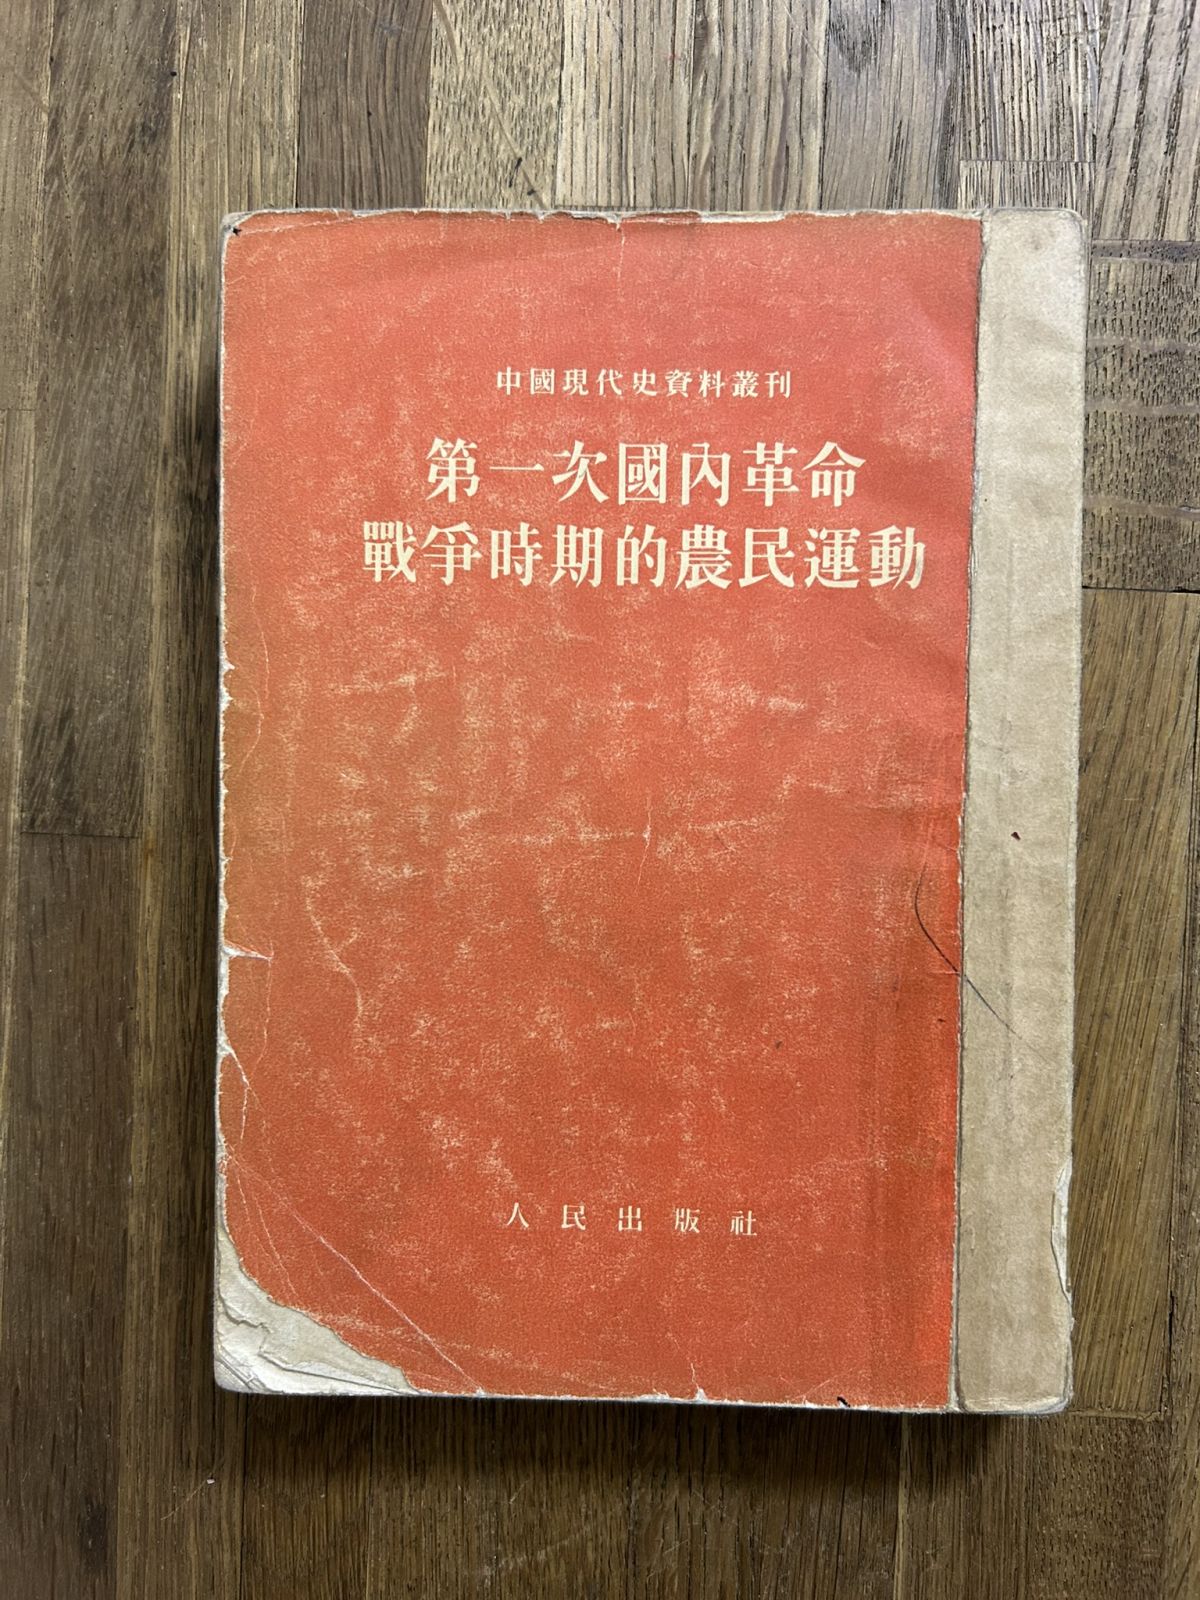 中國現代史資料叢刊
第一次國內革命
戰爭時期的農民運動
人民出版社